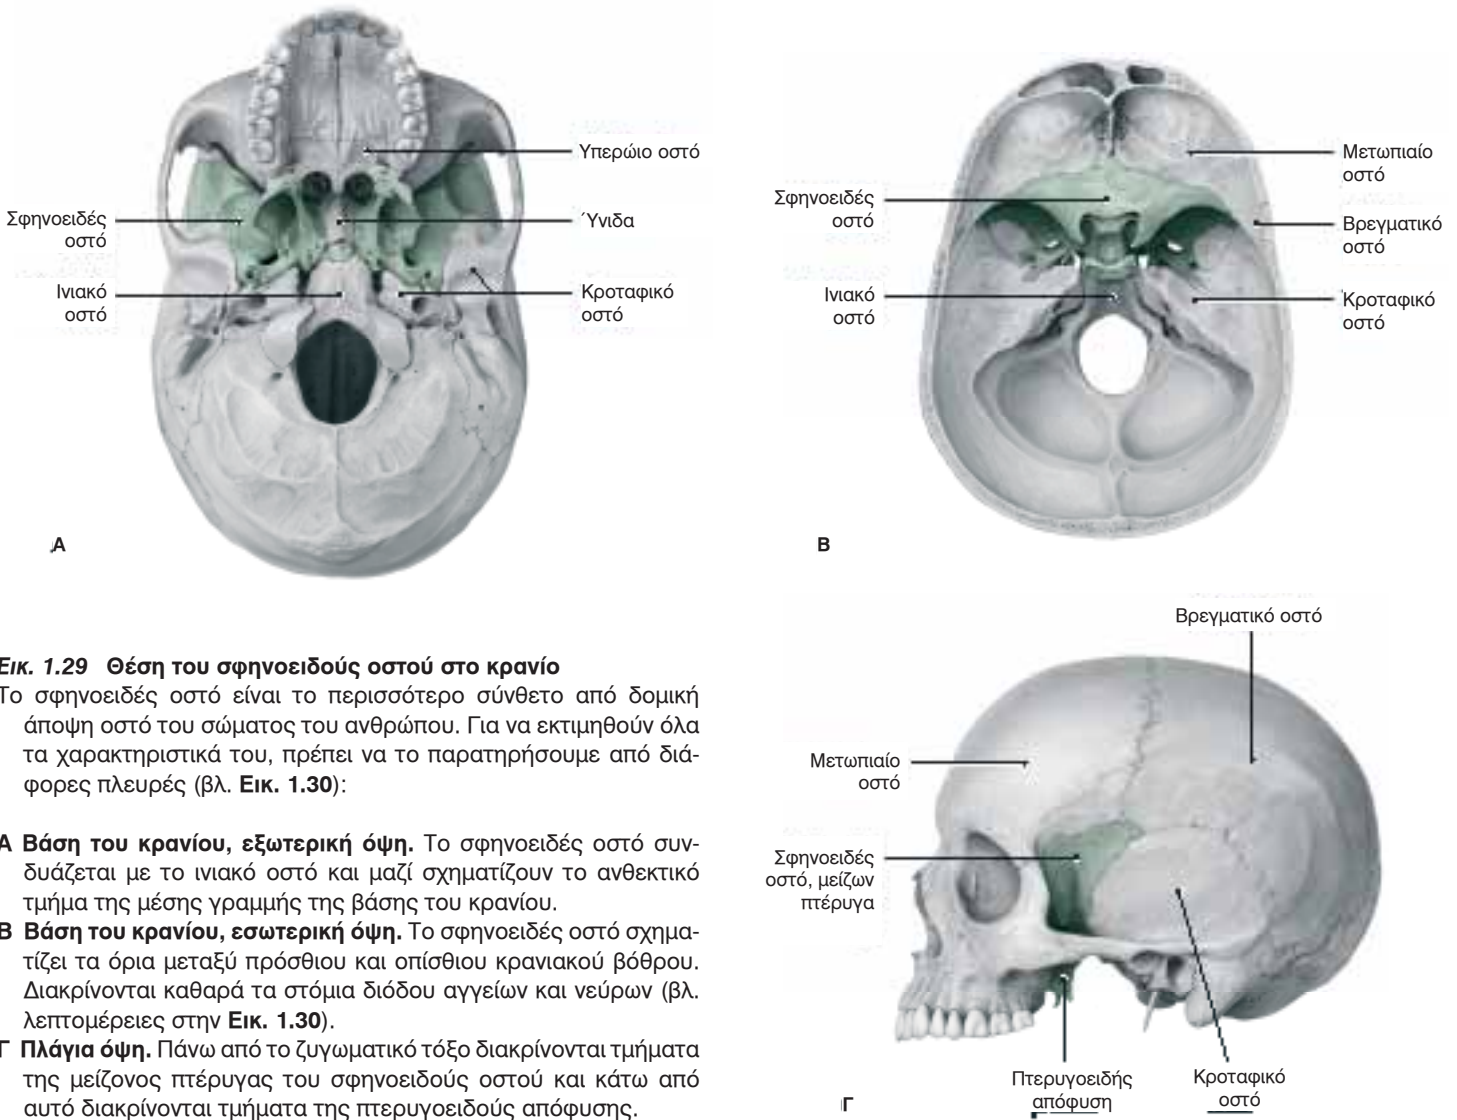 Υπερώιο οστό
Σφηνοειδές
οστό
Ύνιδα
Ινιακό
οστό
Κροταφικό
οστό
Α
Μετωπιαίο
οστό
Σφηνοειδές
οστό
Βρεγματικό
οστό
Ινιακό
οστό
Κροταφικό
οστό
Β
Εικ. 1.29 Θέση του σφηνοειδούς οστού στο κρανίο
Το σφηνοειδές οστό είναι το περισσότερο σύνθετο από δομική
άποψη οστό του σώματος του ανθρώπου. Για να εκτιμηθούν όλα
τα χαρακτηριστικά του, πρέπει να το παρατηρήσουμε από διά-
φορες πλευρές (βλ. Εικ. 1.30):
Α Βάση του κρανίου, εξωτερική όψη. Το σφηνοειδές οστό συν-
δυάζεται με το ινιακό οστό και μαζί σχηματίζουν το ανθεκτικό
τμήμα της μέσης γραμμής της βάσης του κρανίου.
Β Βάση του κρανίου, εσωτερική όψη. Το σφηνοειδές οστό σχημα-
τίζει τα όρια μεταξύ πρόσθιου και οπίσθιου κρανιακού βόθρου.
Διακρίνονται καθαρά τα στόμια διόδου αγγείων και νεύρων (βλ.
λεπτομέρειες στην Εικ. 1.30).
Γ Πλάγια όψη. Πάνω από το ζυγωματικό τόξο διακρίνονται τμήματα
της μείζονος πτέρυγας του σφηνοειδούς οστού και κάτω από
αυτό διακρίνονται τμήματα της πτερυγοειδούς απόφυσης.
Βρεγματικό οστό
Μετωπιαίο
οστό
Σφηνοειδές
οστό, μείζων
πτέρυγα
Πτερυγοειδής
απόφυση
Κροταφικό
οστό
Γ